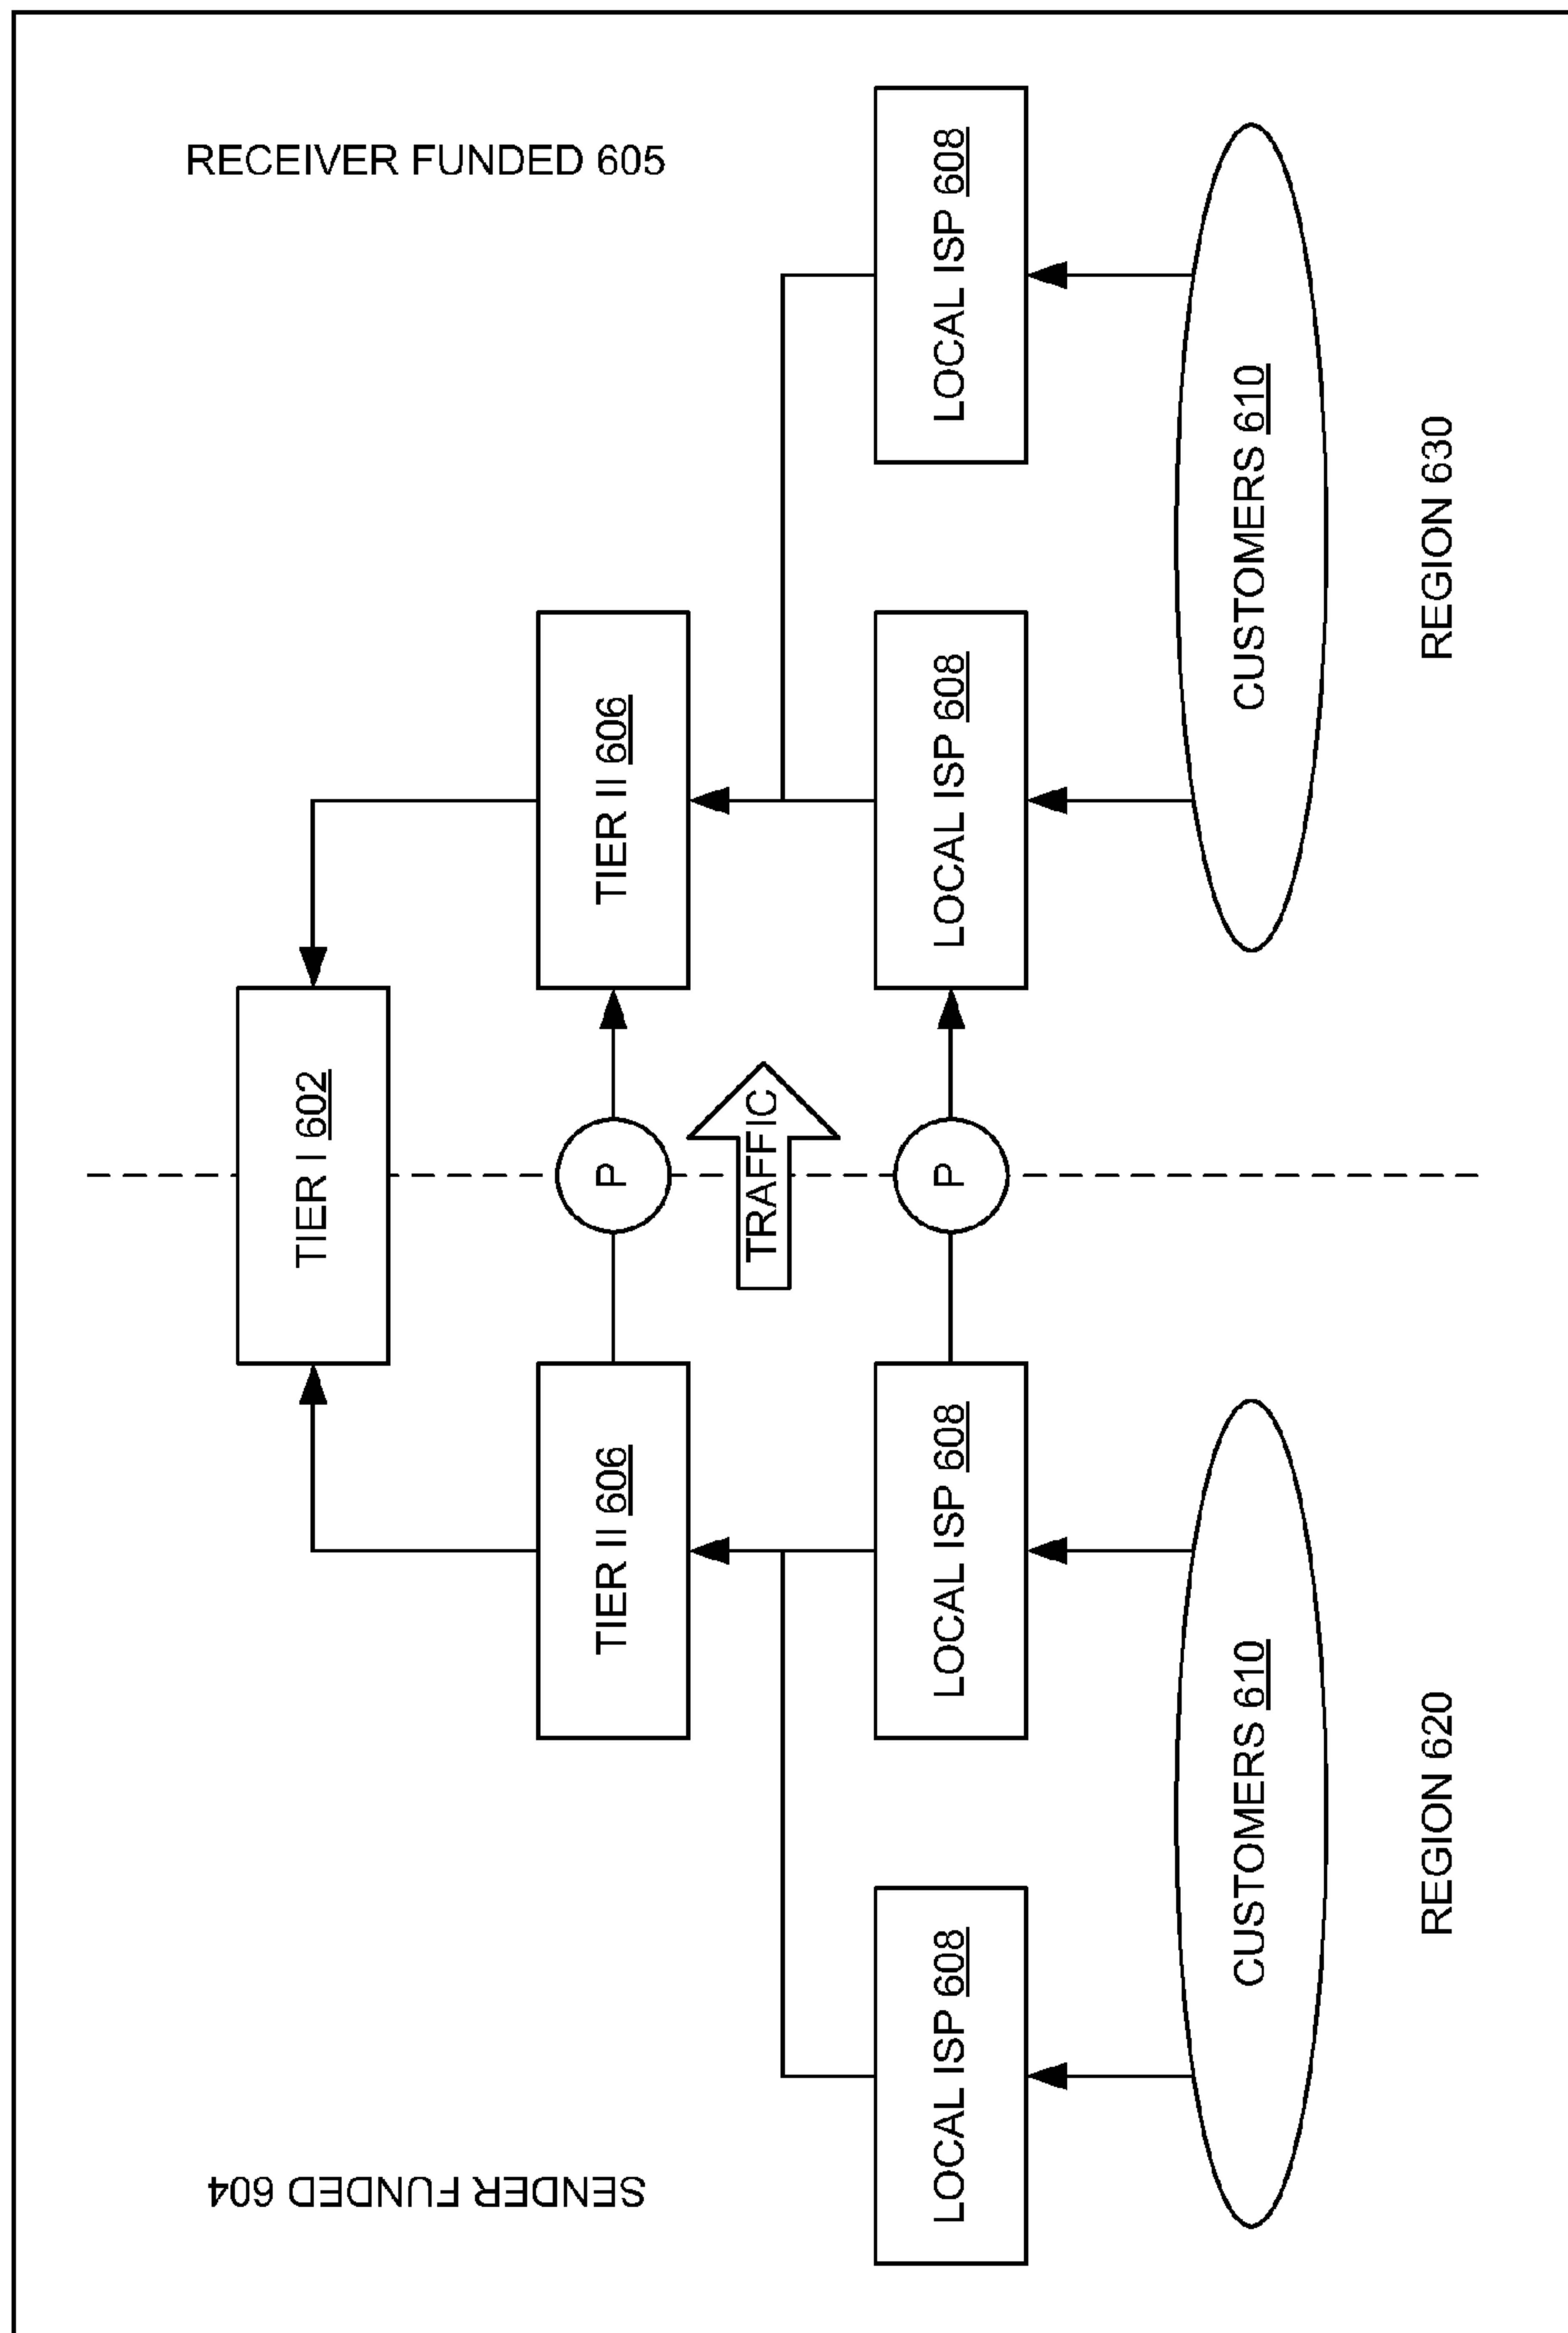 SENDER FUNDED 604
RECEIVER FUNDED 605
TIER I 602
TIER II 606
P
TIER II 606
TRAFFIC
LOCAL ISP 608
LOCAL ISP 608
P
LOCAL ISP 608
LOCAL ISP 608
CUSTOMERS 610
CUSTOMERS 610
REGION 620
REGION 630